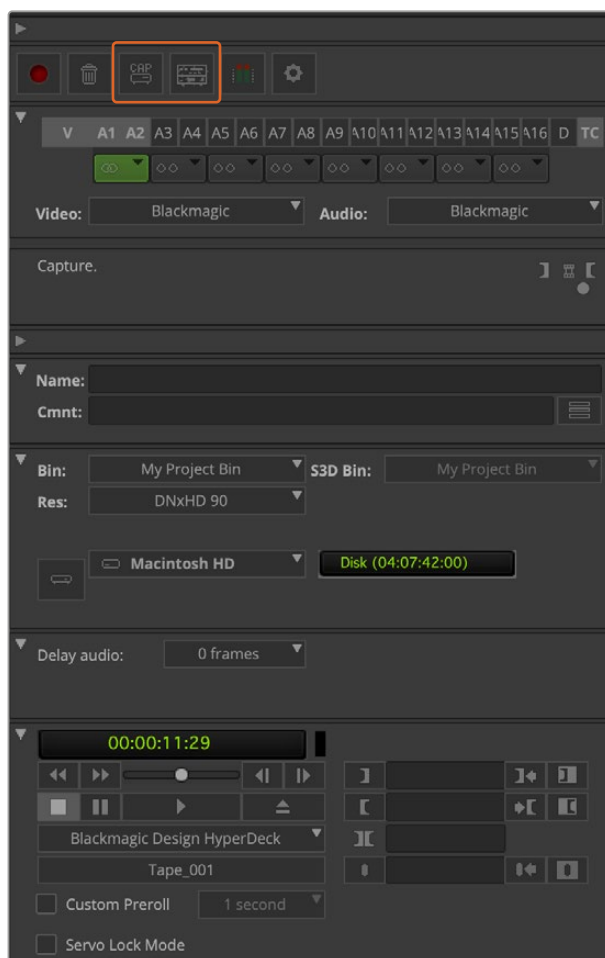 CAP
V A1 A2 A3 A4 A5 A6 A7 A8 A9 A10 A11 A12 A13 A14 A15 A16 D TC
Video: Blackmagic Audio: Blackmagic
Capture.
Name:
Cmnt:
Bin: My Project Bin S3D Bin: My Project Bin
Res: DNxHD 90
Macintosh HD Disk (04:07:42:00)
Delay audio: 0 frames
00:00:11:29
Blackmagic Design HyperDeck
Tape_001
Custom Preroll 1 second
Servo Lock Mode